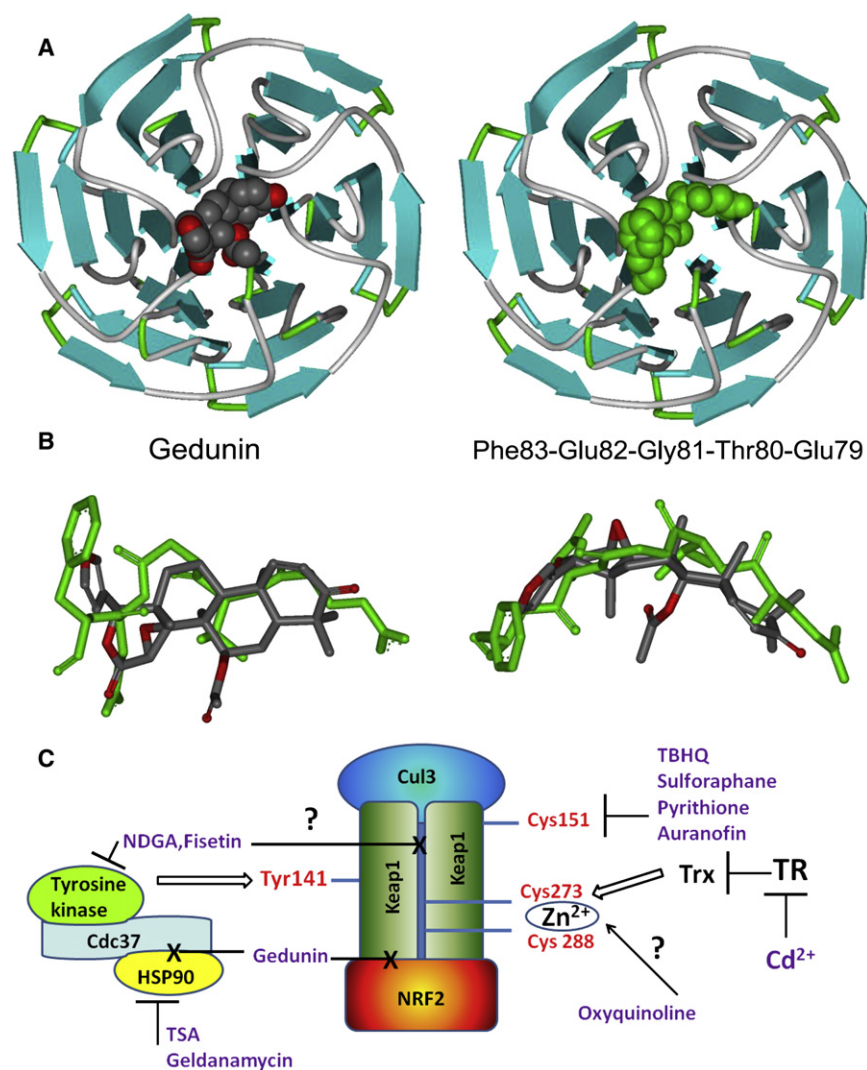 A
Gedunin
Phe83-Glu82-Gly81-Thr80-Glu79
B
C
Cul3
TBHQ
Sulforaphane
Pyrithione
Auranofin
?
Cys151
NDGA,Fisetin
X
Keap1
Keap1
Tyrosine
kinase
Tyr141
Trx
TR
Cys273
Zn²⁺
Cys 288
Cdc37
X
HSP90
Gedunin
X
NRF2
?
Cd²⁺
Oxyquinoline
TSA
Geldanamycin